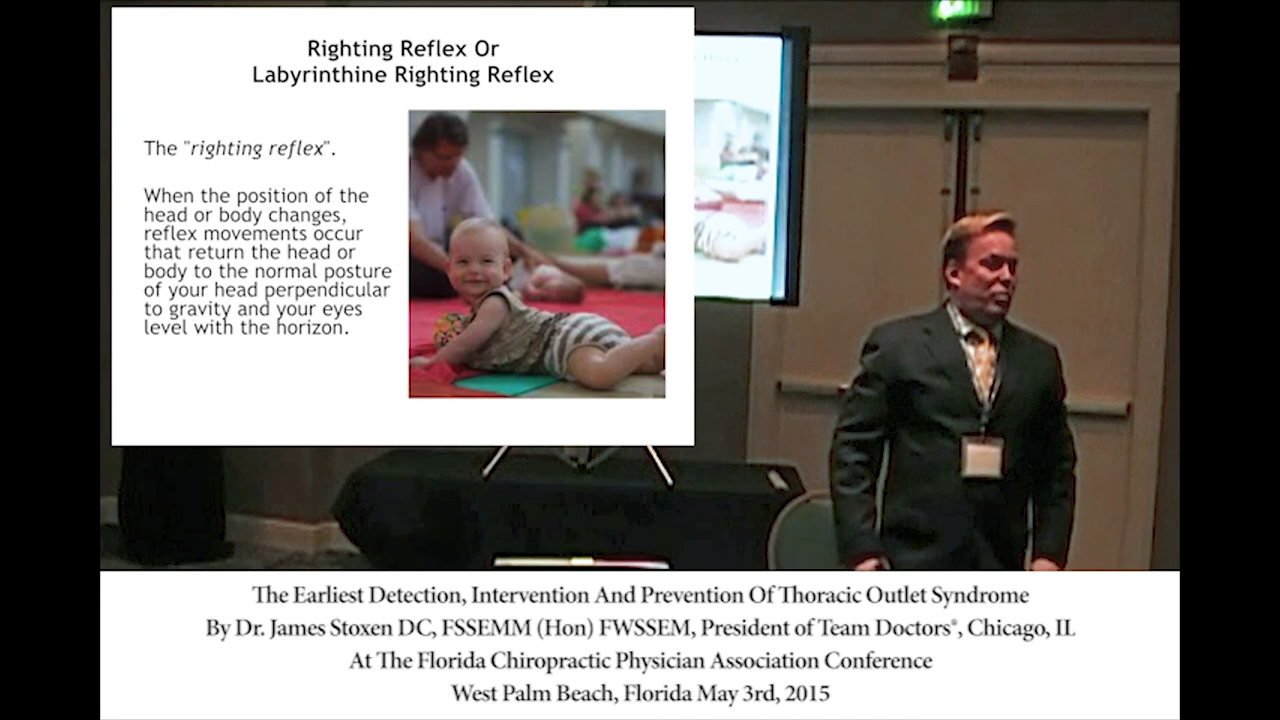 Righting Reflex Or
Labyrinthine Righting Reflex
The "righting reflex".
When the position of the
head or body changes,
reflex movements occur
that return the head or
body to the normal posture
of your head perpendicular
to gravity and your eyes
level with the horizon.
The Earliest Detection, Intervention And Prevention Of Thoracic Outlet Syndrome
By Dr. James Stoxen DC, FSSEMM (Hon) FWSSEM, President of Team Doctors®, Chicago, IL
At The Florida Chiropractic Physician Association Conference
West Palm Beach, Florida May 3rd, 2015